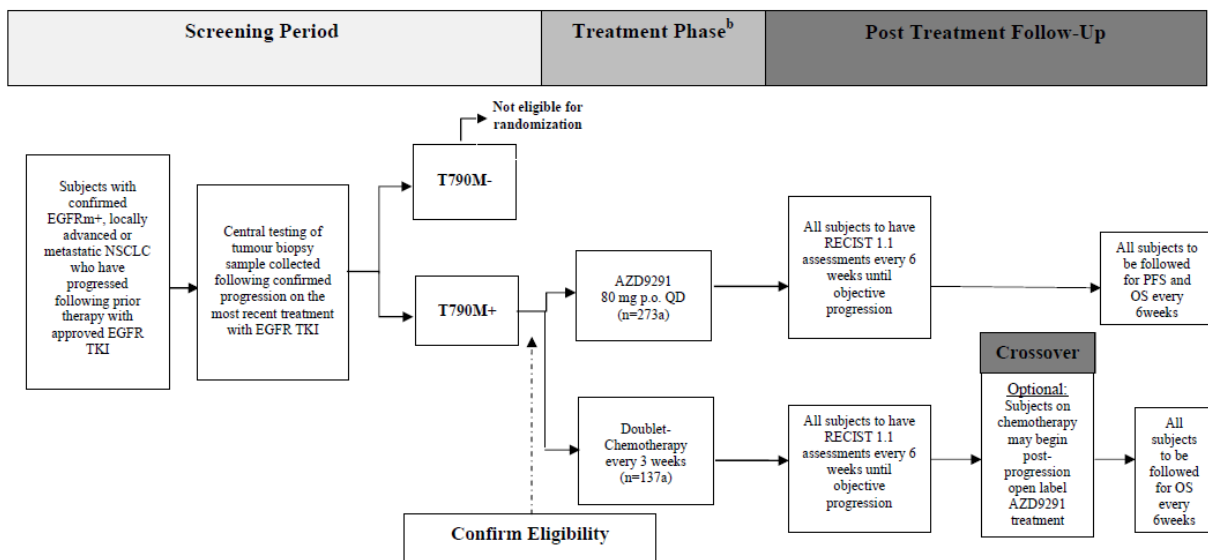 Screening Period
Treatment Phaseb
Post Treatment Follow-Up
Not eligible for
randomization
Subjects with
confirmed
EGFRm+, locally
advanced or
metastatic NSCLC
who have
progressed
following prior
therapy with
approved EGFR
TKI
Central testing of
tumour biopsy
sample collected
following confirmed
progression on the
most recent treatment
with EGFR TKI
T790M-
T790M+
Confirm Eligibility
AZD9291
80 mg p.o. QD
(n=273a)
Doublet-
Chemotherapy
every 3 weeks
(n=137a)
All subjects to have
RECIST 1.1
assessments every 6
weeks until
objective
progression
All subjects to
be followed
for PFS and
OS every
6weeks
All subjects to have
RECIST 1.1
assessments every 6
weeks until
objective
progression
Crossover
Optional:
Subjects on
chemotherapy
may begin
post-
progression
open label
AZD9291
treatment
All
subjects
to be
followed
for OS
every
6weeks